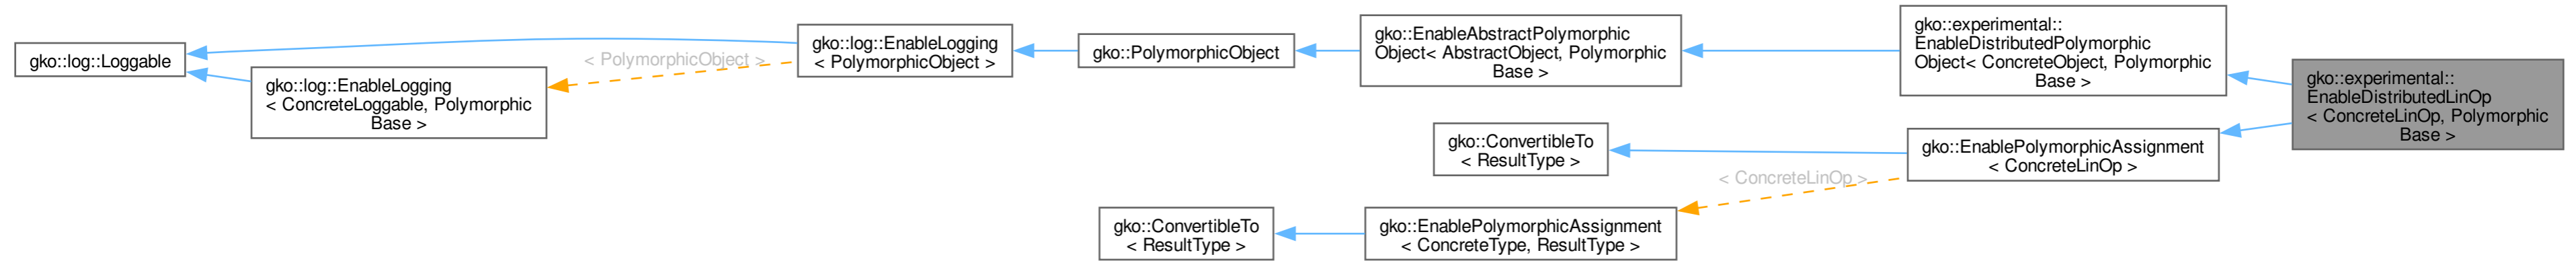 gko::log::Loggable
gko::log::EnableLogging
< ConcreteLoggable, Polymorphic
Base >
< PolymorphicObject >
gko::log::EnableLogging
< PolymorphicObject >
gko::PolymorphicObject
gko::EnableAbstractPolymorphic
Object< AbstractObject, Polymorphic
Base >
gko::experimental::
EnableDistributedPolymorphic
Object< ConcreteObject, Polymorphic
Base >
gko::experimental::
EnableDistributedLinOp
< ConcreteLinOp, Polymorphic
Base >
gko::ConvertibleTo
< ResultType >
gko::EnablePolymorphicAssignment
< ConcreteLinOp >
< ConcreteLinOp >
gko::ConvertibleTo
< ResultType >
gko::EnablePolymorphicAssignment
< ConcreteType, ResultType >